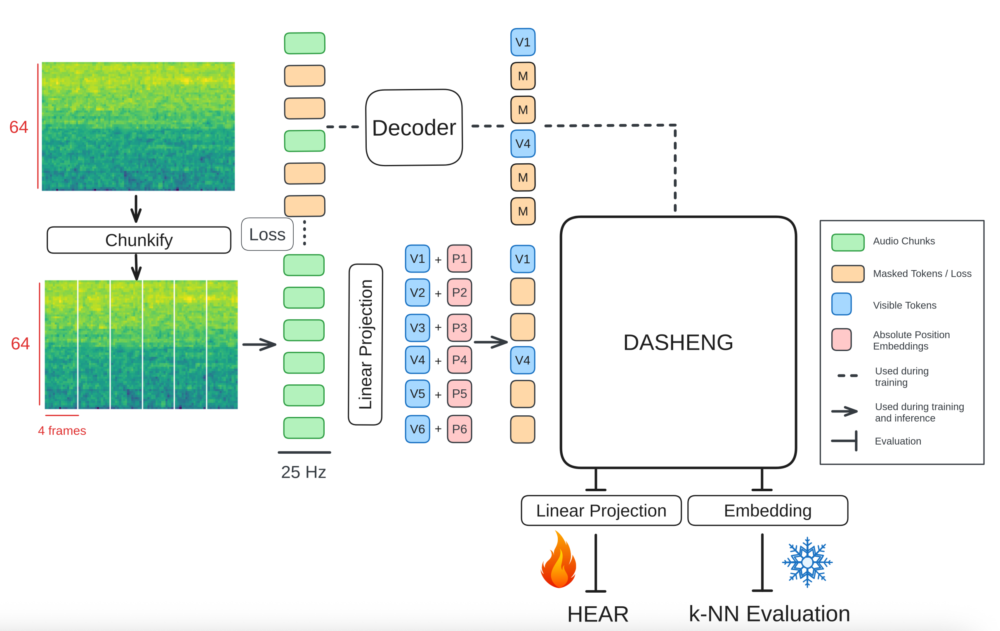 64
Chunkify
64
4 frames
Loss
25 Hz
Decoder
Linear Projection
V1 + P1
V2 + P2
V3 + P3
V4 + P4
V5 + P5
V6 + P6
V1
M
M
V4
M
M
V1
V4
DASHENG
Linear Projection
Embedding
HEAR
k-NN Evaluation
Audio Chunks
Masked Tokens / Loss
Visible Tokens
Absolute Position
Embeddings
Used during
training
Used during training
and inference
Evaluation